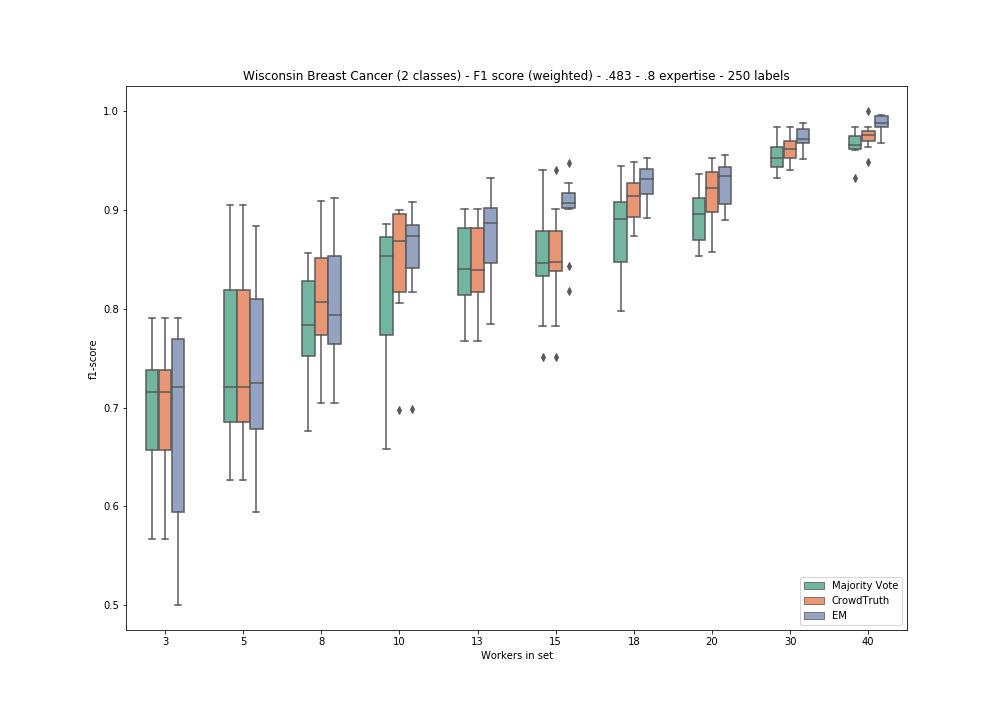 Wisconsin Breast Cancer (2 classes) - F1 score (weighted) - .483 - .8 expertise - 250 labels
1.0
0.9
0.8
0.7
0.6
0.5
f1-score
3 5 8 10 13 15 18 20 30 40
Workers in set
Majority Vote
CrowdTruth
EM